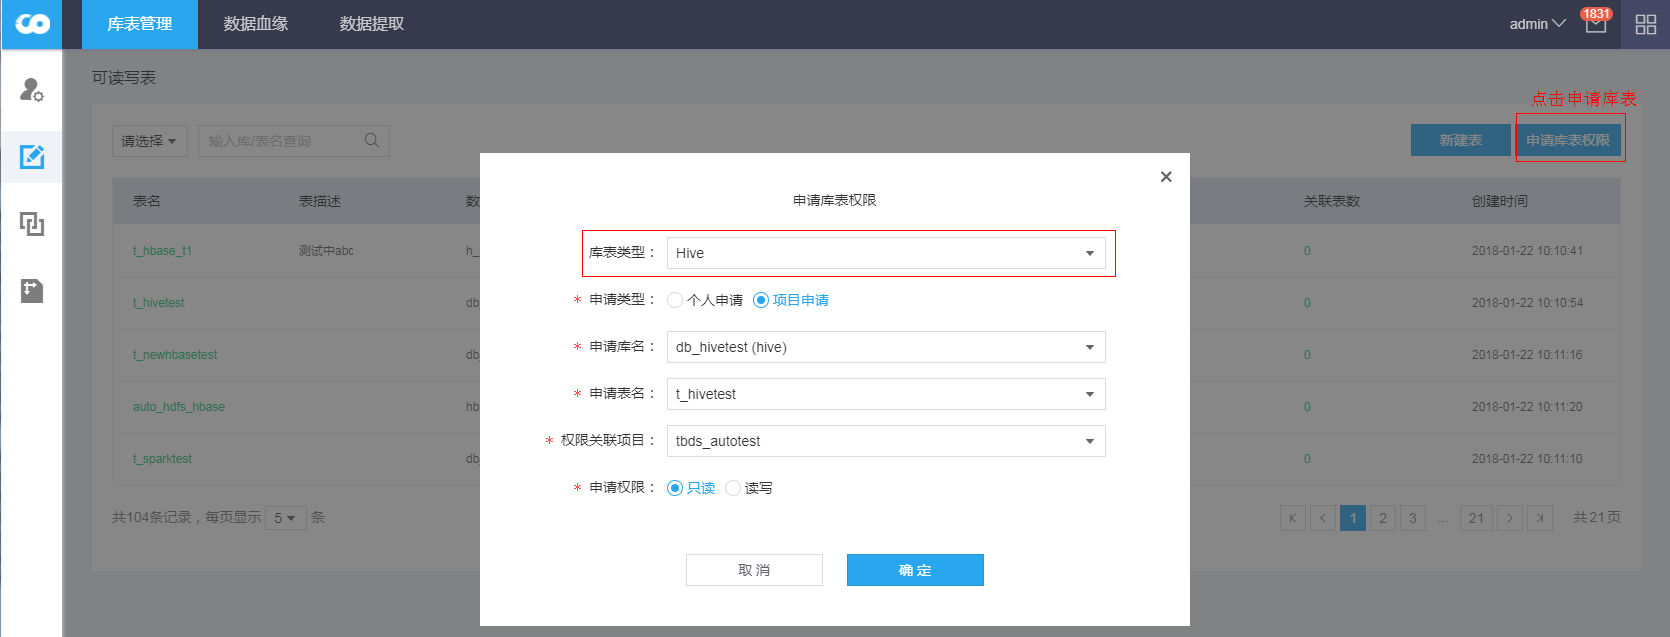 库表管理 数据血缘 数据提取 admin 1831
可读写表
点击申请库表
请选择 输入库/表名查询 新建表 申请库表权限
表名 表描述 数 关联表数 创建时间
t_hbase_t1 测试中abc h_ 0 2018-01-22 10:10:41
t_hivetest db_ 0 2018-01-22 10:10:54
t_newhbasetest db_ 0 2018-01-22 10:11:16
auto_hdfs_hbase hb 0 2018-01-22 10:11:20
t_sparktest db_ 0 2018-01-22 10:11:10
共104条记录，每页显示 5 条 1 2 3 ... 21 共21页
申请库表权限
库表类型： Hive
* 申请类型： 个人申请 项目申请
* 申请库名： db_hivetest (hive)
* 申请表名： t_hivetest
* 权限关联项目： tbds_autotest
* 申请权限： 只读 读写
取消 确定